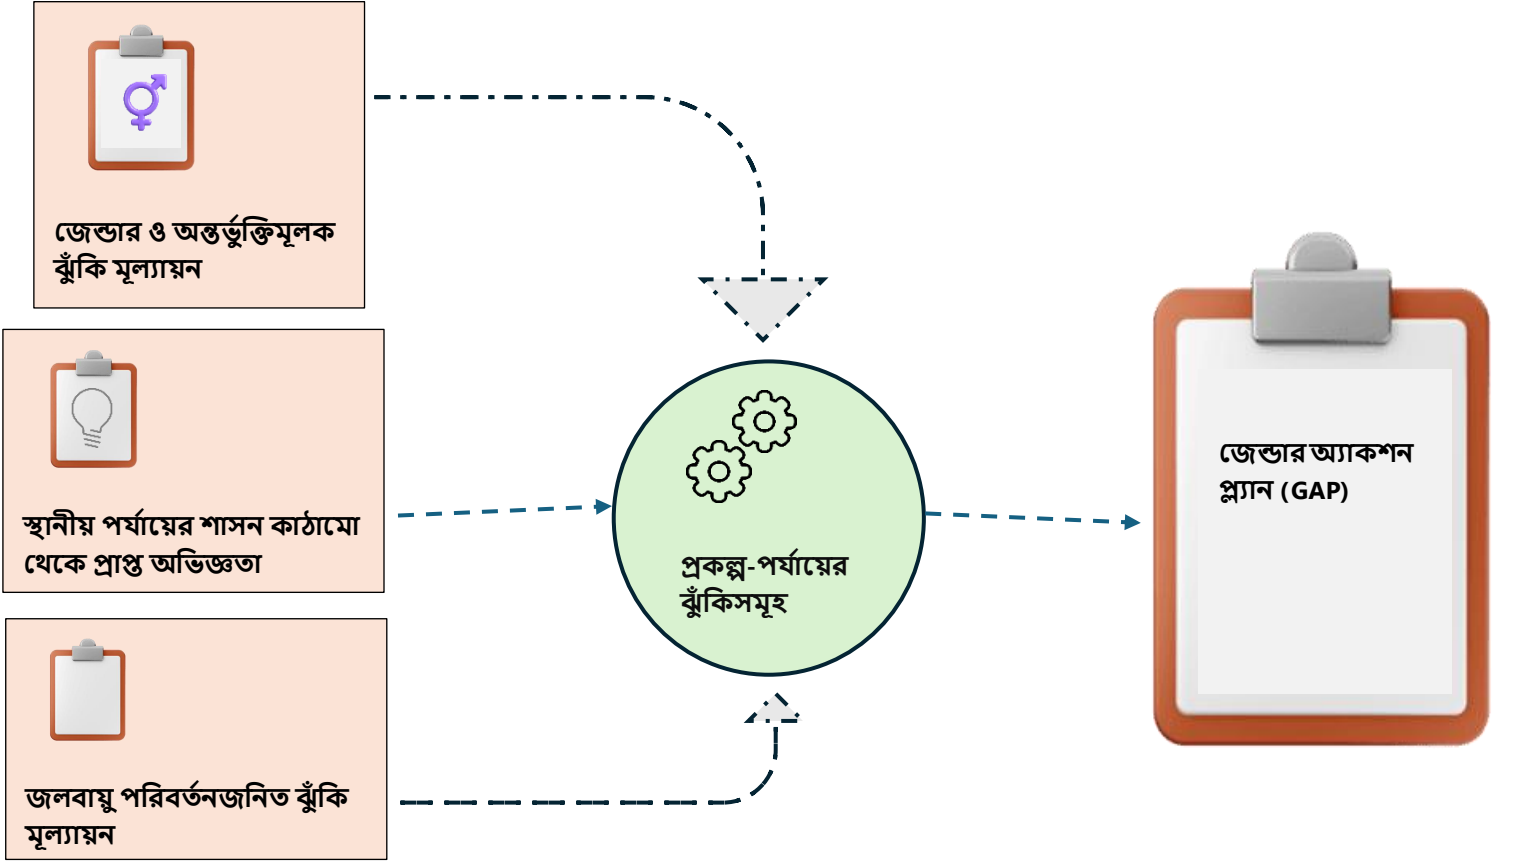 জেন্ডার ও অন্তর্ভুক্তিমূলক
ঝুঁকি মূল্যায়ন
স্থানীয় পর্যায়ের শাসন কাঠামো
থেকে প্রাপ্ত অভিজ্ঞতা
জলবায়ু পরিবর্তনজনিত ঝুঁকি
মূল্যায়ন
প্রকল্প-পর্যায়ের
ঝুঁকিসমূহ
জেন্ডার অ্যাকশন
প্ল্যান (GAP)